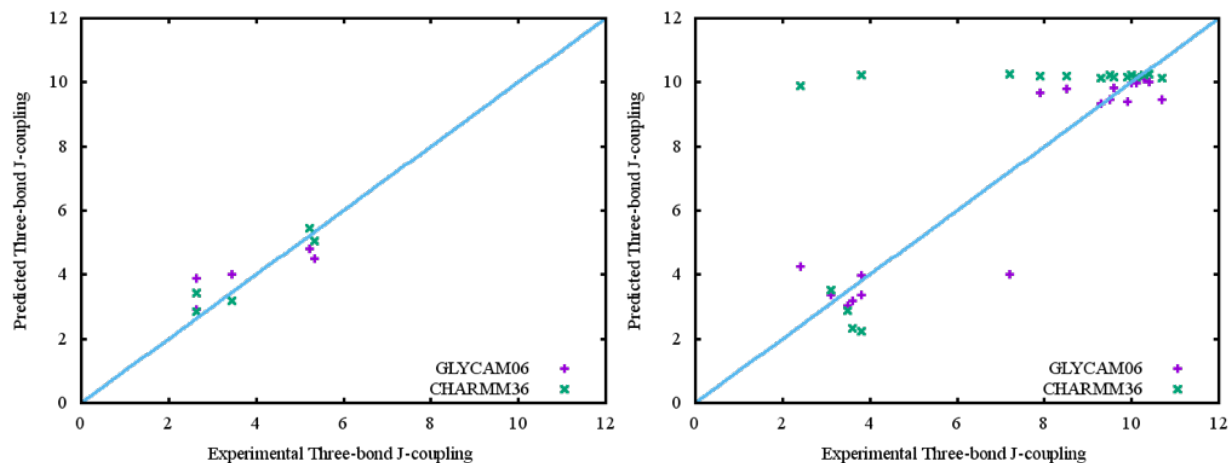 12
10
8
6
4
2
0
Predicted Three-bond J-coupling
GLYCAM06
CHARMM36
0 2 4 6 8 10 12
Experimental Three-bond J-coupling
12
10
8
6
4
2
0
Predicted Three-bond J-coupling
GLYCAM06
CHARMM36
0 2 4 6 8 10 12
Experimental Three-bond J-coupling